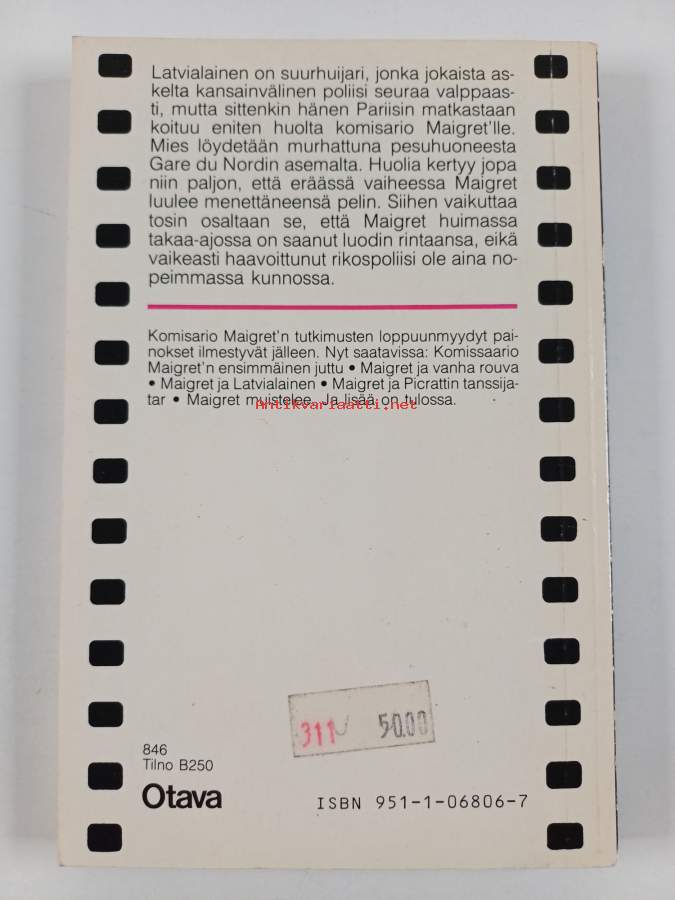 Latvialainen on suurhuijari, jonka jokaista as-
kelta kansainvälinen poliisi seuraa valppaas-
ti, mutta sittenkin hänen Pariisin matkastaan
koituu eniten huolta komisario Maigret'lle.
Mies löydetään murhattuna pesuhuoneesta
Gare du Nordin asemalta. Huolia kertyy jopa
niin paljon, että eräässä vaiheessa Maigret
luulee menettäneensä pelin. Siihen vaikuttaa
tosin osaltaan se, että Maigret huimassa
takaa-ajossa on saanut luodin rintaansa, eikä
vaikeasti haavoittunut rikospoliisi ole aina no-
peimmassa kunnossa.
Komisario Maigret'n tutkimusten loppuunmyydyt pai-
nokset ilmestyvät jälleen. Nyt saatavissa: Komissaario
Maigret'n ensimmäinen juttu • Maigret ja vanha rouva
• Maigret ja Latvialainen • Maigret ja Picrattin tanssija-
tar • Maigret muistelee. Ja lisää on tulossa.
Antikvariaatti.net
311 50.00
846
Tilno B250
Otava
ISBN 951-1-06806-7